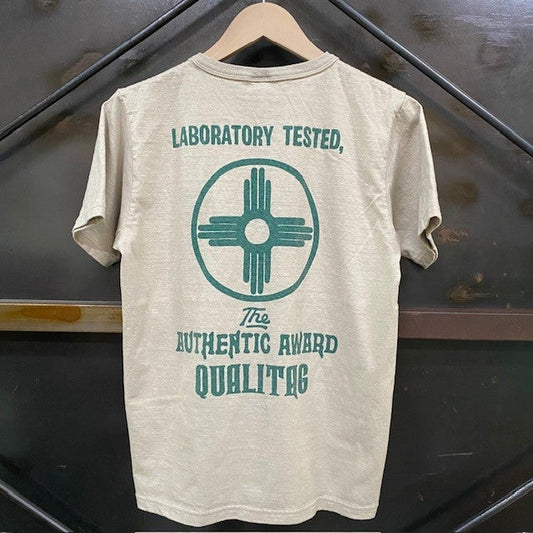 LABORATORY TESTED,
The
AUTHENTIC AWARD
QUALITAG